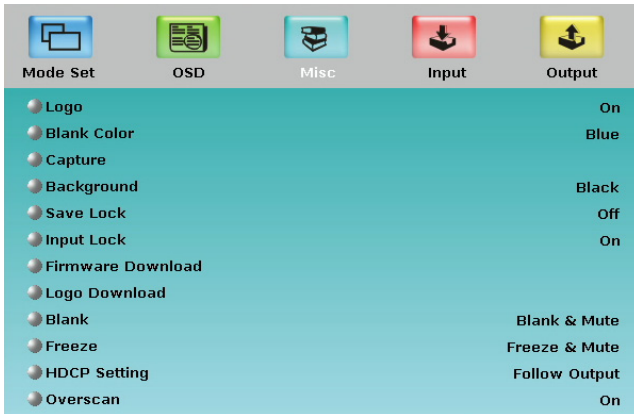 Mode Set OSD Misc Input Output
Logo On
Blank Color Blue
Capture
Background Black
Save Lock Off
Input Lock On
Firmware Download
Logo Download
Blank Blank & Mute
Freeze Freeze & Mute
HDCP Setting Follow Output
Overscan On